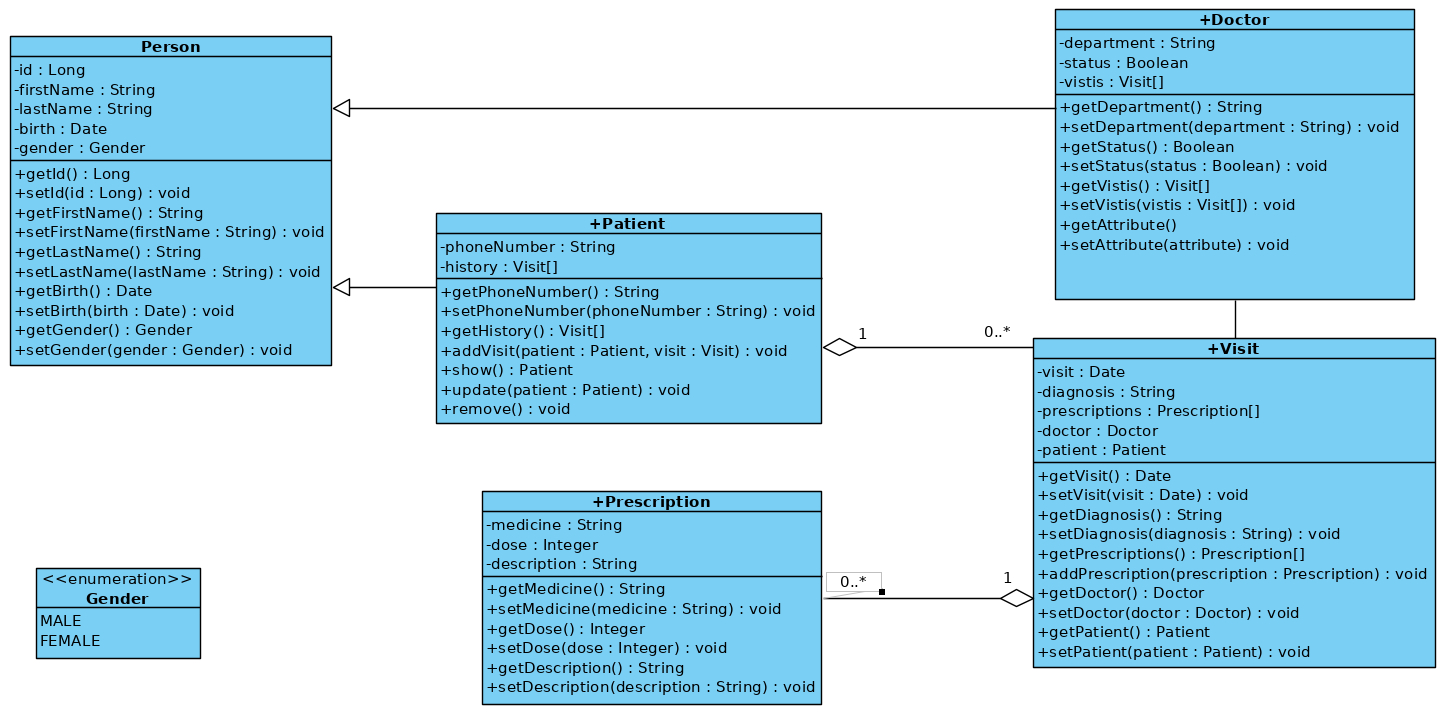 Person
-id : Long
-firstName : String
-lastName : String
-birth : Date
-gender : Gender
+getId() : Long
+setId(id : Long) : void
+getFirstName() : String
+setFirstName(firstName : String) : void
+getLastName() : String
+setLastName(lastName : String) : void
+getBirth() : Date
+setBirth(birth : Date) : void
+getGender() : Gender
+setGender(gender : Gender) : void
+Doctor
-department : String
-status : Boolean
-vistis : Visit[]
+getDepartment() : String
+setDepartment(department : String) : void
+getStatus() : Boolean
+setStatus(status : Boolean) : void
+getVistis() : Visit[]
+setVistis(vistis : Visit[]) : void
+getAttribute()
+setAttribute(attribute) : void
+Patient
-phoneNumber : String
-history : Visit[]
+getPhoneNumber() : String
+setPhoneNumber(phoneNumber : String) : void
+getHistory() : Visit[]
+addVisit(patient : Patient, visit : Visit) : void
+show() : Patient
+update(patient : Patient) : void
+remove() : void
1
0..*
+Visit
-visit : Date
-diagnosis : String
-prescriptions : Prescription[]
-doctor : Doctor
-patient : Patient
+getVisit() : Date
+setVisit(visit : Date) : void
+getDiagnosis() : String
+setDiagnosis(diagnosis : String) : void
+getPrescriptions() : Prescription[]
+addPrescription(prescription : Prescription) : void
+getDoctor() : Doctor
+setDoctor(doctor : Doctor) : void
+getPatient() : Patient
+setPatient(patient : Patient) : void
+Prescription
-medicine : String
-dose : Integer
-description : String
+getMedicine() : String
+setMedicine(medicine : String) : void
+getDose() : Integer
+setDose(dose : Integer) : void
+getDescription() : String
+setDescription(description : String) : void
0..*
1
<<enumeration>>
Gender
MALE
FEMALE